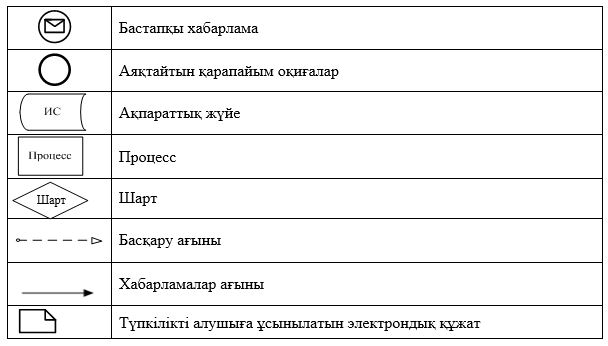 Бастапқы хабарлама
Аяқтайтын қарапайым оқиғалар
ИС
Ақпараттық жүйе
Процесс
Процесс
Шарт
Шарт
Басқару ағыны
Хабарламалар ағыны
Түпкілікті алушыға ұсынылатын электрондық құжат